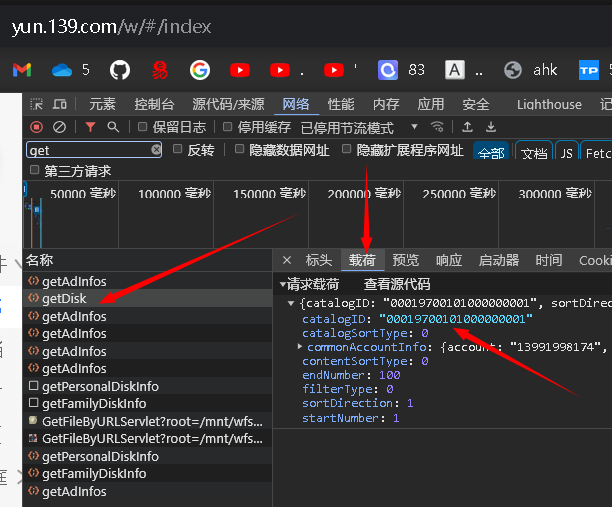 yun.139.com/w/#/index
5 . ' 83 A .. ahk TP
元素 控制台 源代码/来源 网络 性能 内存 应用 安全 Lighthouse
保留日志 停用缓存 已停用节流模式
get 反转 隐藏数据网址 隐藏扩展程序网址 全部 文档 JS Fetc
第三方请求
50000 毫秒 100000 毫秒 150000 毫秒 200000 毫秒 250000 毫秒 300000 毫秒
名称 × 标头 载荷 预览 响应 启动器 时间 Cooki
getAdInfos
getDisk
getAdInfos
getAdInfos
getAdInfos
getAdInfos
getPersonalDiskInfo
getFamilyDiskInfo
GetFileByURLServlet?root=/mnt/wfs...
GetFileByURLServlet?root=/mnt/wfs...
getPersonalDiskInfo
getFamilyDiskInfo
getAdInfos
请求载荷 查看源代码
{catalogID: "00019700101000000001", sortDirec
catalogID: "00019700101000000001"
catalogSortType: 0
commonAccountInfo: {account: "13991998174",
contentSortType: 0
endNumber: 100
filterType: 0
sortDirection: 1
startNumber: 1